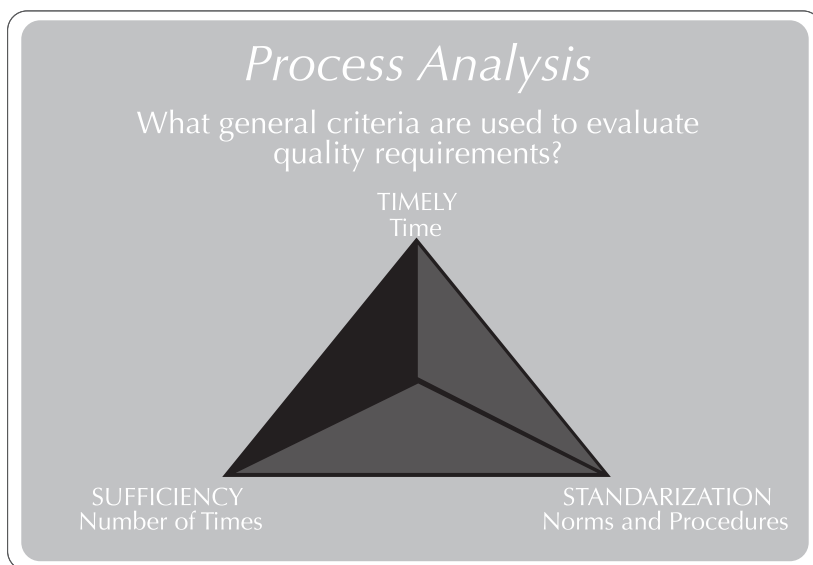 Process Analysis
What general criteria are used to evaluate
quality requirements?
TIMELY
Time
SUFFICIENCY
Number of Times
STANDARIZATION
Norms and Procedures